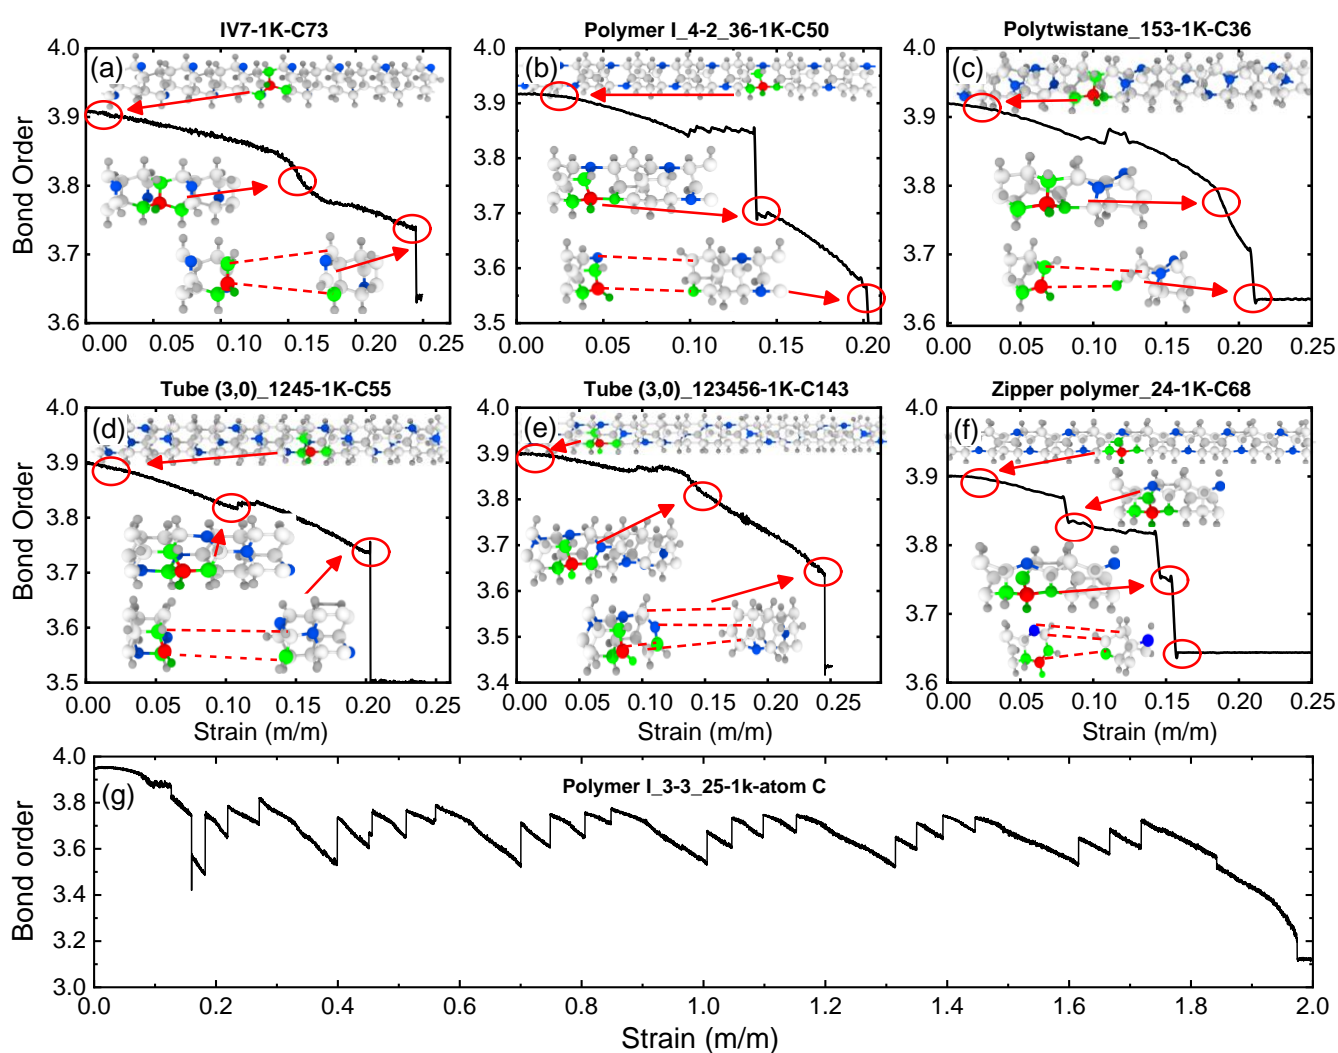 IV7-1K-C73
Polymer I_4-2_36-1K-C50
Polytwistane_153-1K-C36
(a)
(b)
(c)
Bond Order
4.0
3.9
3.8
3.7
3.6
0.00 0.05 0.10 0.15 0.20 0.25
4.0
3.9
3.8
3.7
3.6
3.5
0.00 0.05 0.10 0.15 0.20
4.0
3.9
3.8
3.7
3.6
0.00 0.05 0.10 0.15 0.20 0.25
Tube (3,0)_1245-1K-C55
Tube (3,0)_123456-1K-C143
Zipper polymer_24-1K-C68
(d)
(e)
(f)
Bond Order
4.0
3.9
3.8
3.7
3.6
3.5
0.00 0.05 0.10 0.15 0.20 0.25
Strain (m/m)
4.0
3.9
3.8
3.7
3.6
3.5
3.4
0.00 0.05 0.10 0.15 0.20 0.25
Strain (m/m)
4.0
3.9
3.8
3.7
3.6
0.00 0.05 0.10 0.15 0.20 0.25
Strain (m/m)
Polymer I_3-3_25-1k-atom C
(g)
Bond order
4.0
3.8
3.6
3.4
3.2
3.0
0.0 0.2 0.4 0.6 0.8 1.0 1.2 1.4 1.6 1.8 2.0
Strain (m/m)